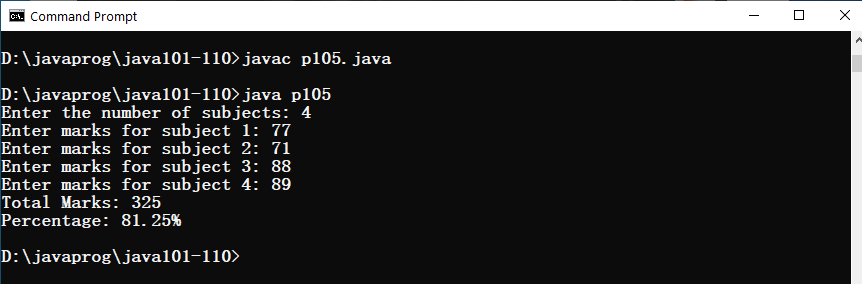 Command Prompt
D:\javaprog\java101-110>javac p105.java
D:\javaprog\java101-110>java p105
Enter the number of subjects: 4
Enter marks for subject 1: 77
Enter marks for subject 2: 71
Enter marks for subject 3: 88
Enter marks for subject 4: 89
Total Marks: 325
Percentage: 81.25%
D:\javaprog\java101-110>